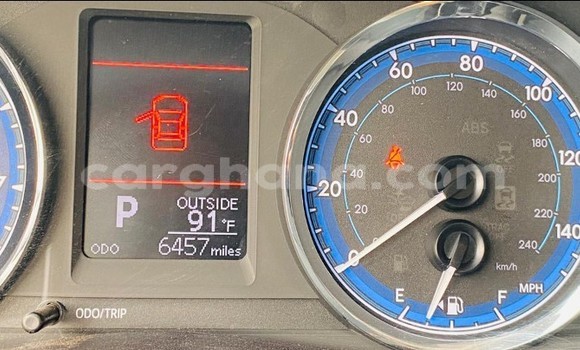 P
OUTSIDE
91°F
ODO 6457 miles
ODO/TRIP
carghana.com
0 20 40 60 80 100 120 140
0 20 40 60 80 100 120 140 160 180 200 220 240
ABS
km/h
MPH
E F